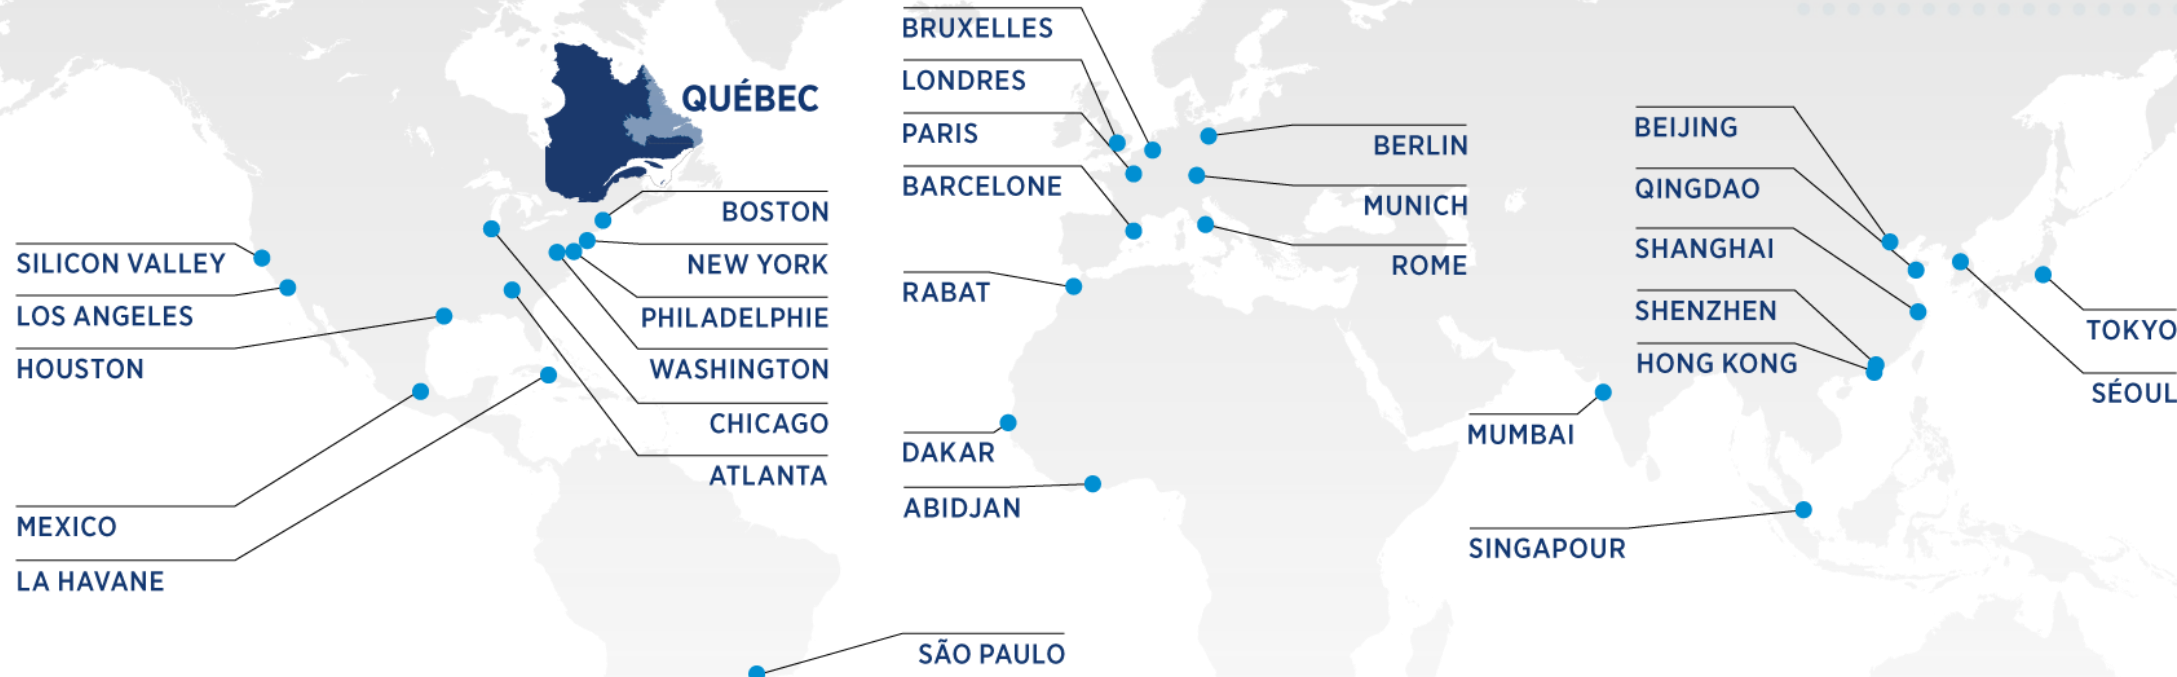 QUÉBEC
BOSTON
NEW YORK
PHILADELPHIE
WASHINGTON
CHICAGO
ATLANTA
SILICON VALLEY
LOS ANGELES
HOUSTON
MEXICO
LA HAVANE
SÃO PAULO
BRUXELLES
LONDRES
PARIS
BARCELONE
RABAT
DAKAR
ABIDJAN
BERLIN
MUNICH
ROME
BEIJING
QINGDAO
SHANGHAI
SHENZHEN
HONG KONG
MUMBAI
SINGAPOUR
TOKYO
SÉOUL